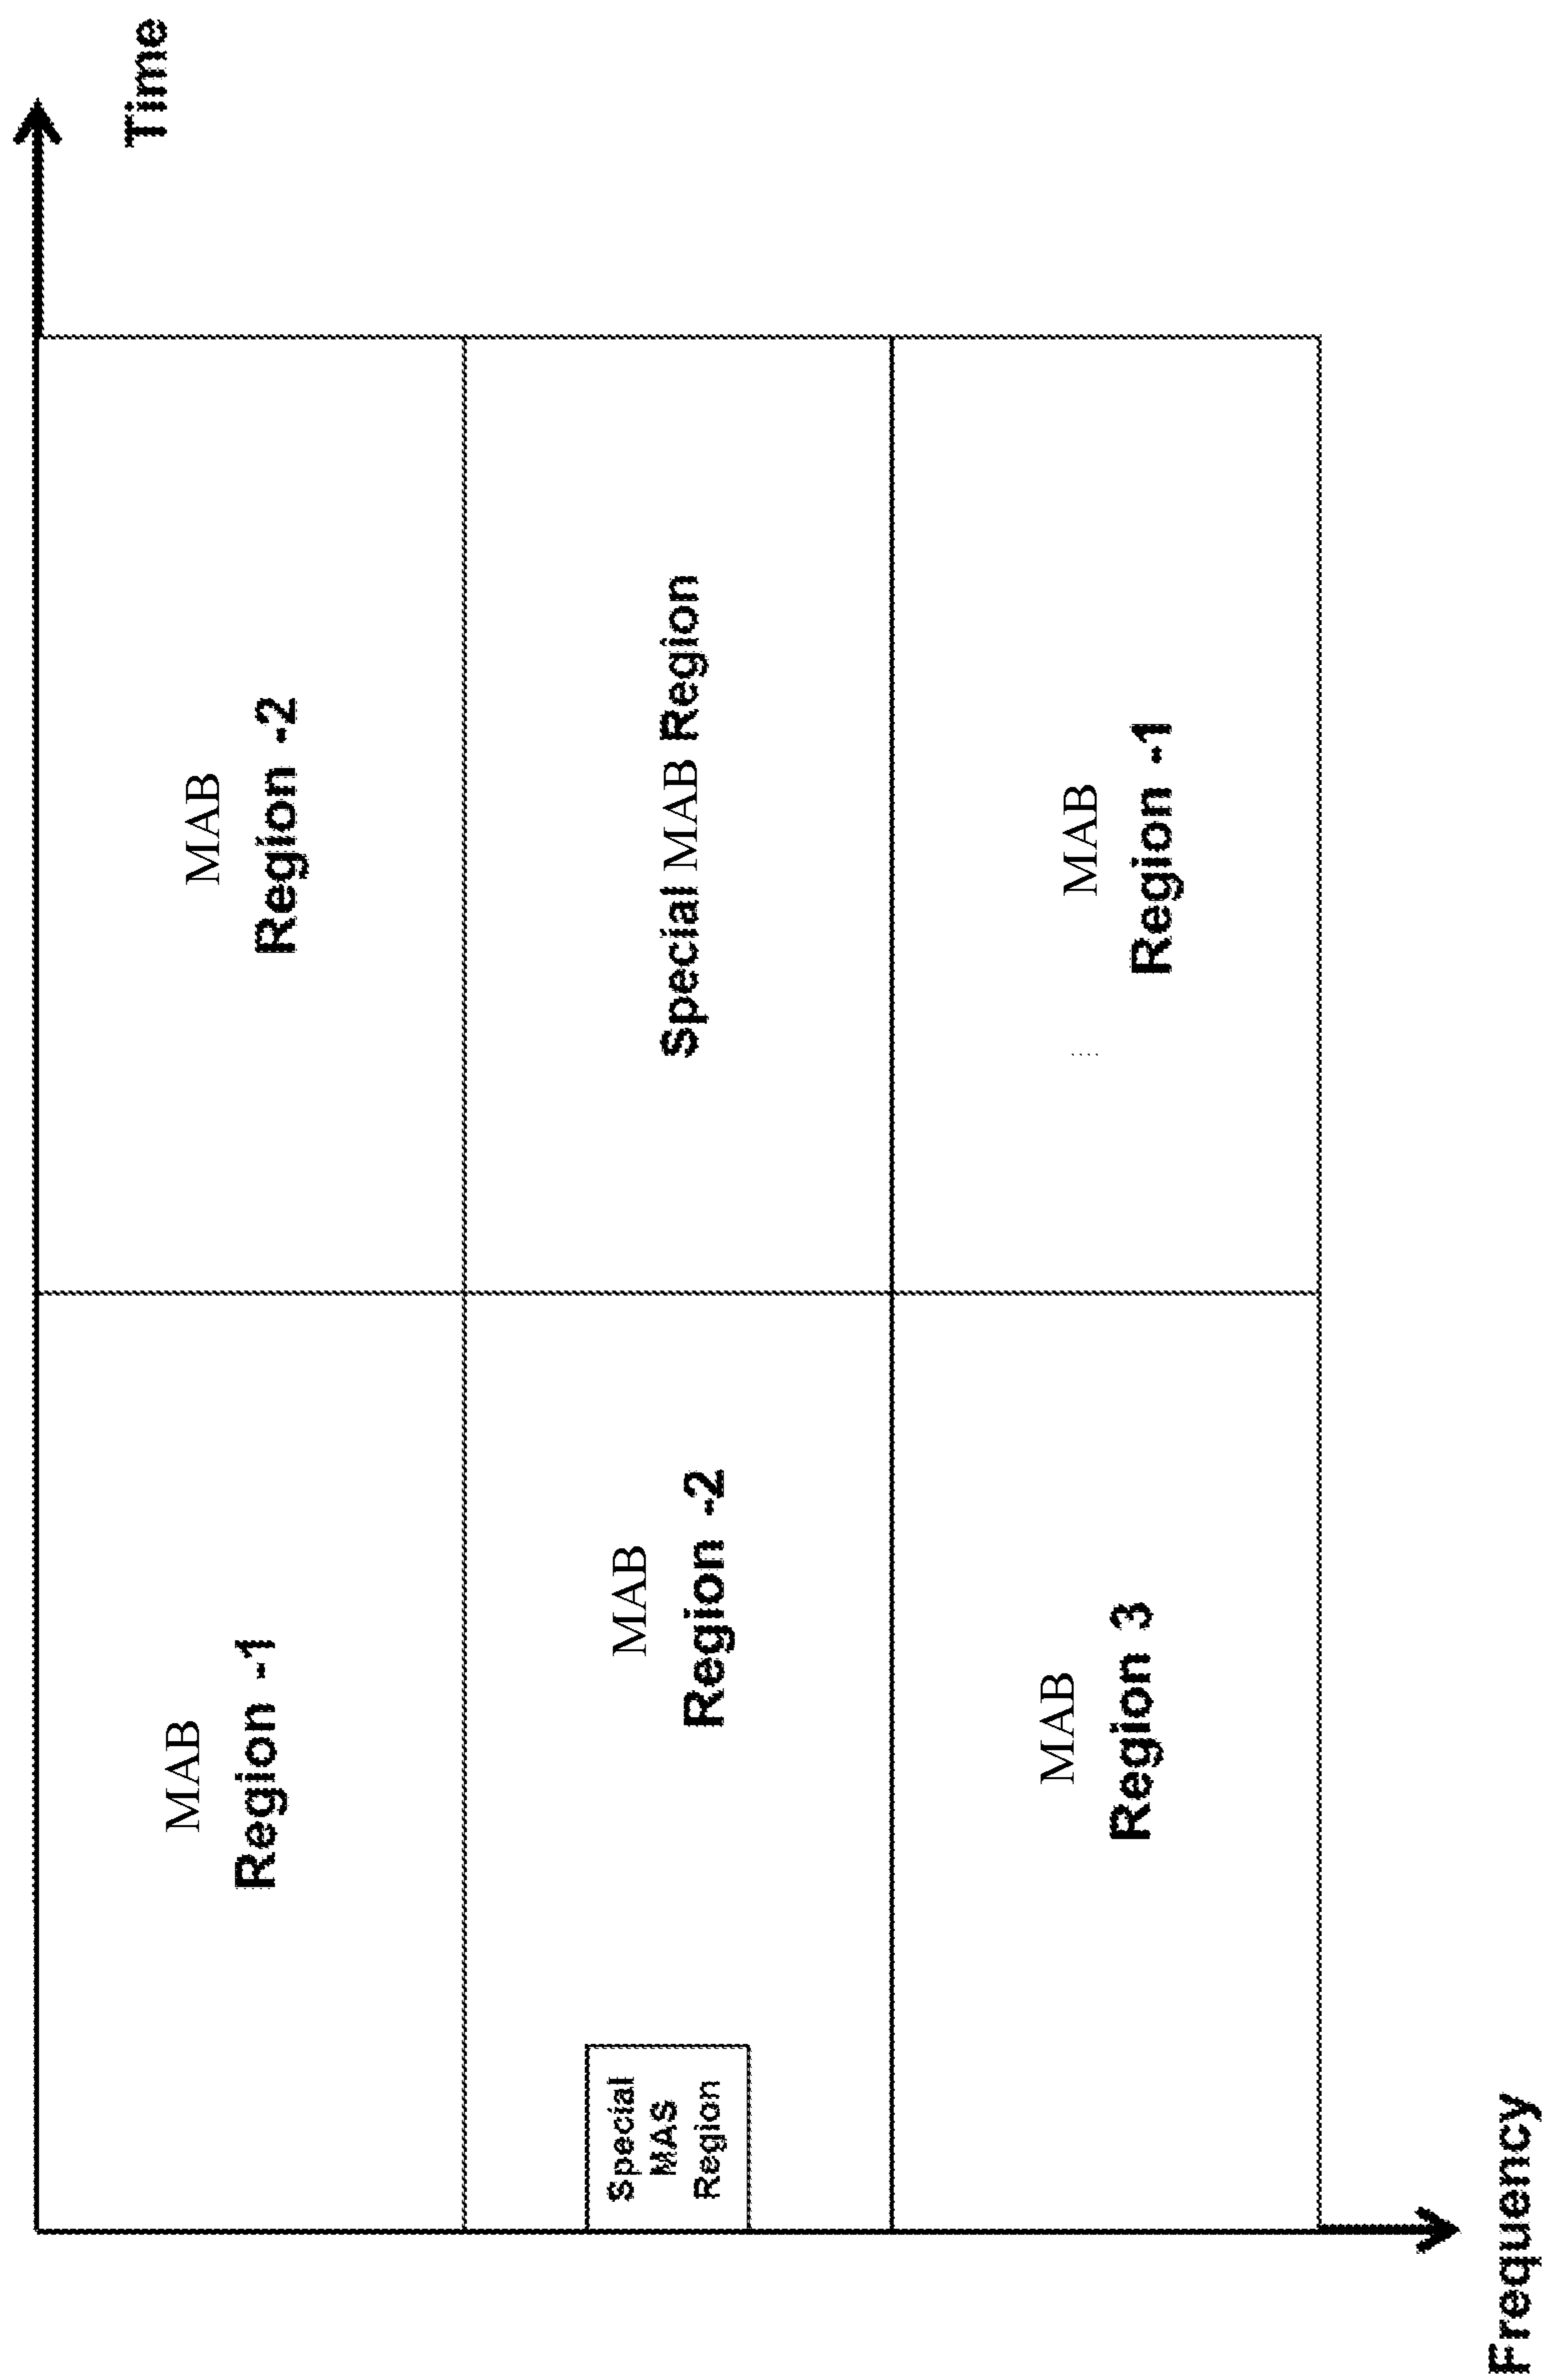 Time
MAB
Region -1
MAB
Region -2
Special
MAS
Region
MAB
Region -2
Special MAB Region
MAB
Region 3
MAB
Region -1
Frequency